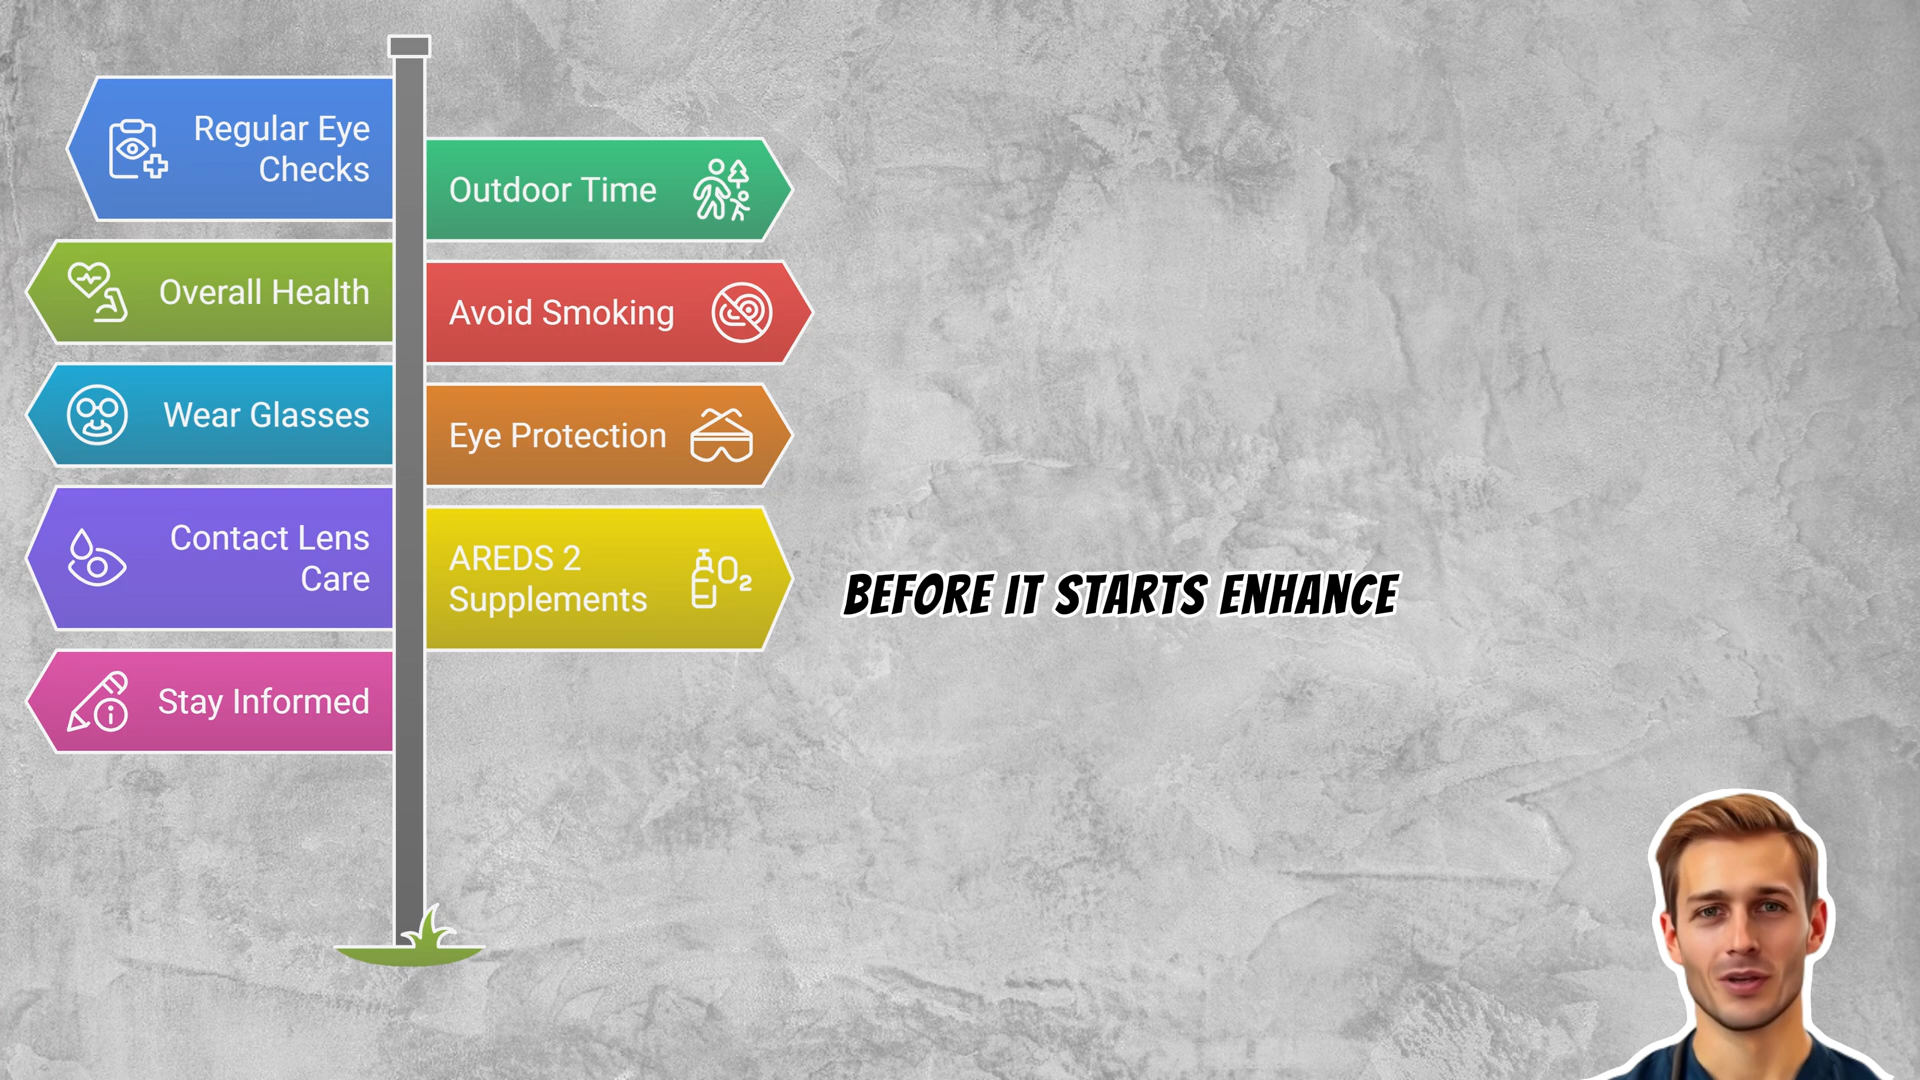 Regular Eye
Checks
Outdoor Time
Overall Health
Avoid Smoking
Wear Glasses
Eye Protection
Contact Lens
Care
AREDS 2
Supplements
O₂
BEFORE IT STARTS ENHANCE
Stay Informed